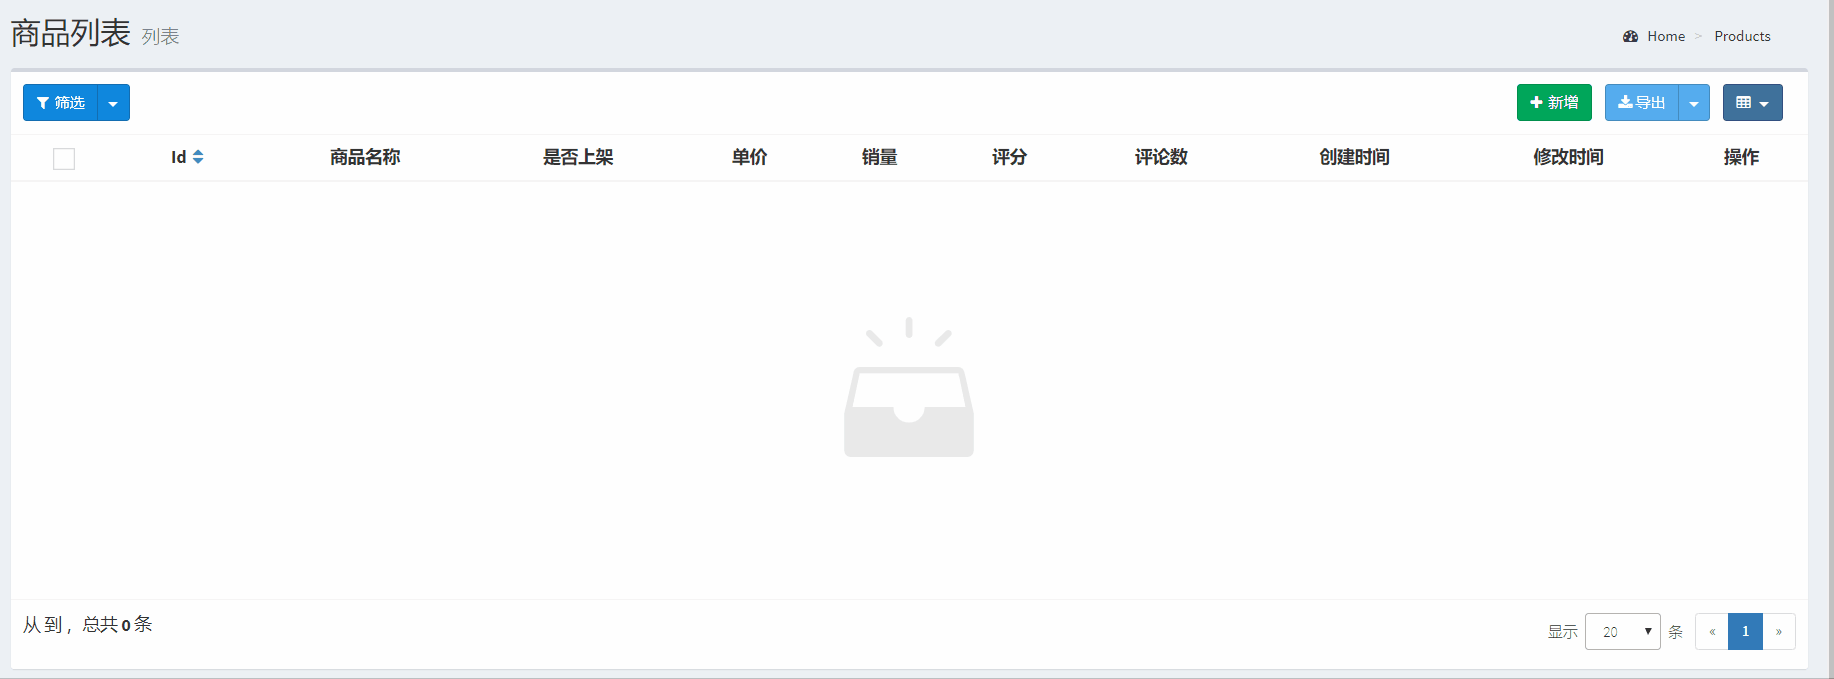 商品列表 列表
Home > Products
筛选
新增 导出
Id 商品名称 是否上架 单价 销量 评分 评论数 创建时间 修改时间 操作
从 到 ，总共 0 条
显示 20 条 « 1 »